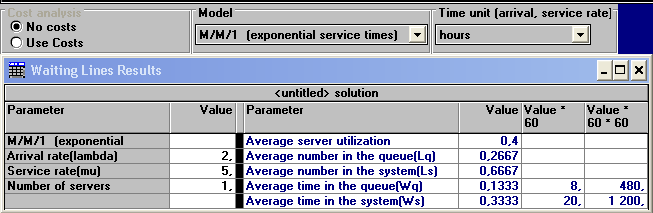 Cost analysis
No costs
Use Costs
Model
M/M/1 (exponential service times)
Time unit (arrival, service rate)
hours
Waiting Lines Results
<untitled> solution
Parameter Value Parameter Value Value * 60 Value * 60 * 60
M/M/1 (exponential Average server utilization 0,4
Arrival rate(lambda) 2, Average number in the queue(Lq) 0,2667
Service rate(mu) 5, Average number in the system(Ls) 0,6667
Number of servers 1, Average time in the queue(Wq) 0,1333 8, 480,
Average time in the system(Ws) 0,3333 20, 1 200,